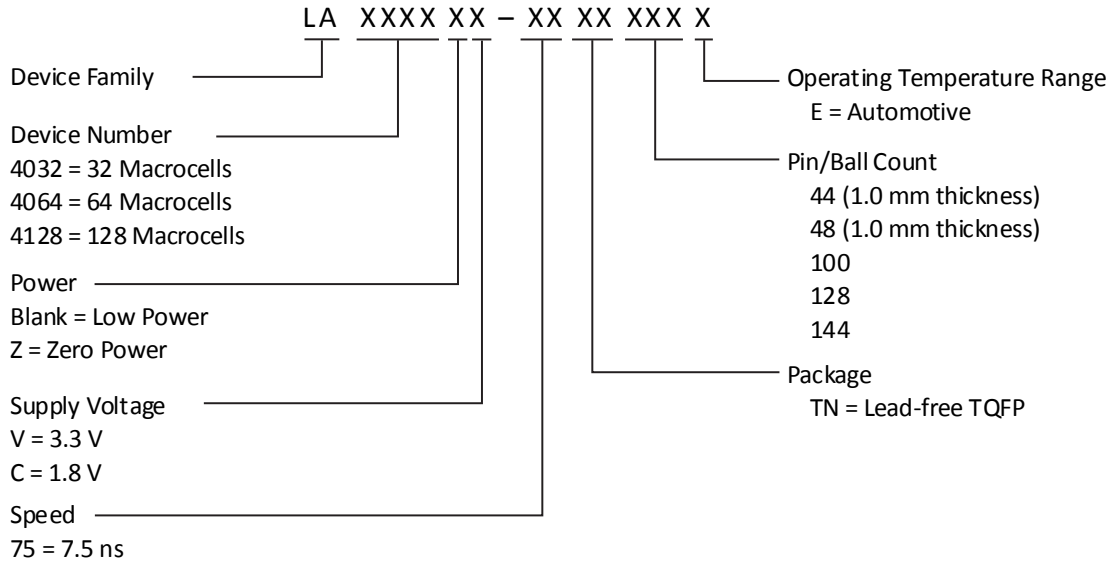 LA XXXX XX – XX XX XXX X
Device Family
Device Number
4032 = 32 Macrocells
4064 = 64 Macrocells
4128 = 128 Macrocells
Power
Blank = Low Power
Z = Zero Power
Supply Voltage
V = 3.3 V
C = 1.8 V
Speed
75 = 7.5 ns
Operating Temperature Range
E = Automotive
Pin/Ball Count
44 (1.0 mm thickness)
48 (1.0 mm thickness)
100
128
144
Package
TN = Lead-free TQFP